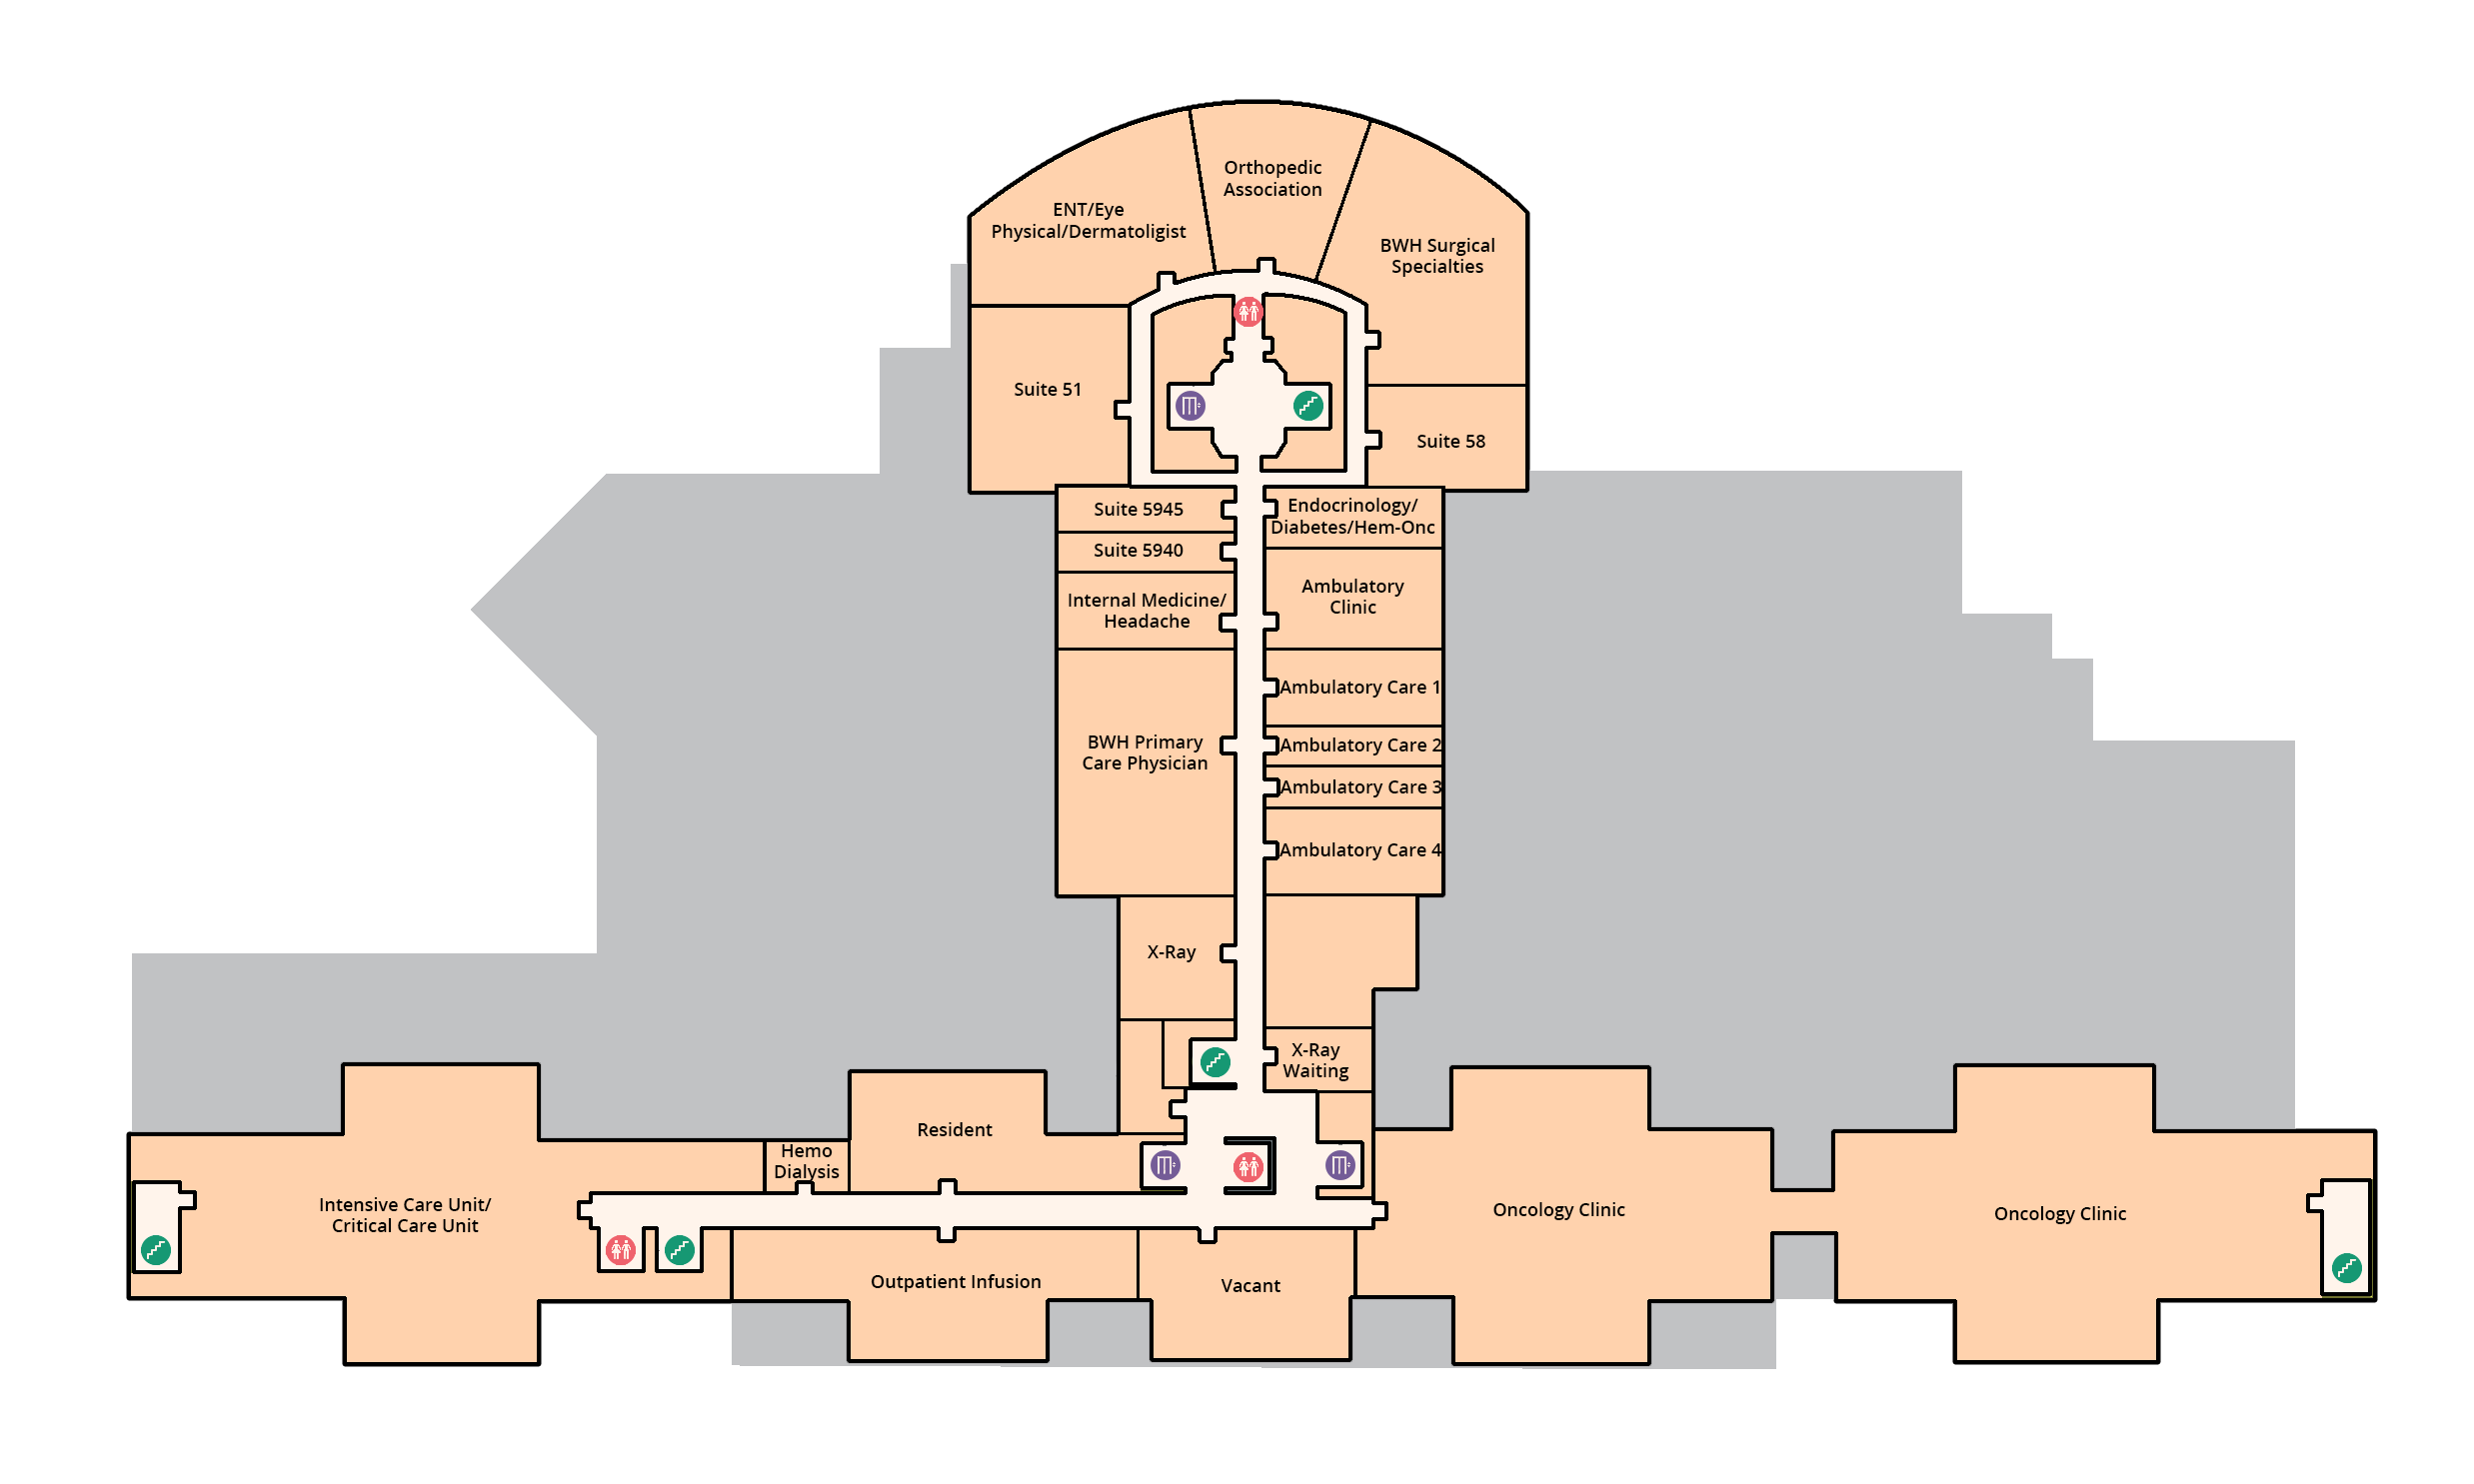 Orthopedic
Association
ENT/Eye
Physical/Dermatoligist
BWH Surgical
Specialties
Suite 51
Suite 58
Suite 5945
Endocrinology/
Diabetes/Hem-Onc
Suite 5940
Internal Medicine/
Headache
Ambulatory
Clinic
Ambulatory Care 1
BWH Primary
Care Physician
Ambulatory Care 2
Ambulatory Care 3
Ambulatory Care 4
X-Ray
X-Ray
Waiting
Resident
Hemo
Dialysis
Intensive Care Unit/
Critical Care Unit
Oncology Clinic
Oncology Clinic
Outpatient Infusion
Vacant